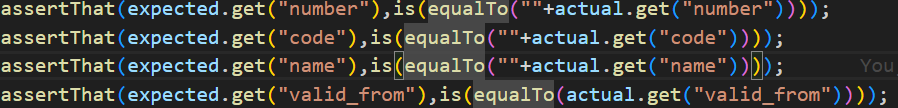 assertThat(expected.get("number"),is(equalTo(""+actual.get("number"))));
assertThat(expected.get("code"),is(equalTo(""+actual.get("code"))));
assertThat(expected.get("name"),is(equalTo(""+actual.get("name")))); You
assertThat(expected.get("valid_from"),is(equalTo(actual.get("valid_from"))));